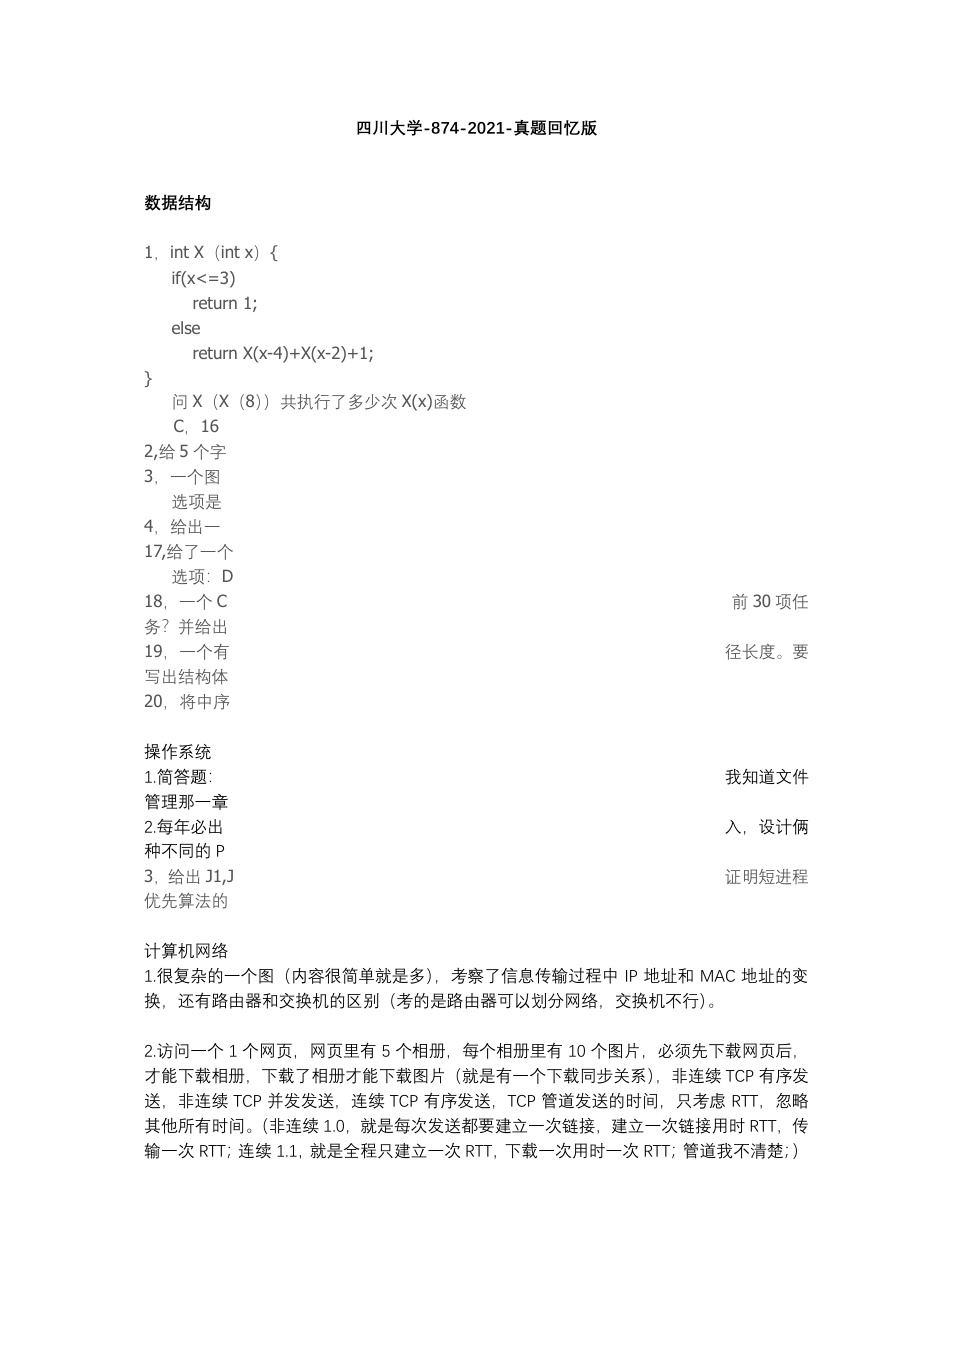 四川大学-874-2021-真题回忆版
数据结构
1，int X（int x）{
if(x<=3)
return 1;
else
return X(x-4)+X(x-2)+1;
}
问 X（X（8））共执行了多少次 X(x)函数
C，16
2,给 5 个字
3，一个图
选项是
4，给出一
17,给了一个
选项：D
18，一个 C 前 30 项任
务？并给出
19，一个有 径长度。要
写出结构体
20，将中序
操作系统
1.简答题： 我知道文件
管理那一章
2.每年必出 入，设计俩
种不同的 P
3，给出 J1,J 证明短进程
优先算法的
计算机网络
1.很复杂的一个图（内容很简单就是多），考察了信息传输过程中 IP 地址和 MAC 地址的变
换，还有路由器和交换机的区别（考的是路由器可以划分网络，交换机不行）。
2.访问一个 1 个网页，网页里有 5 个相册，每个相册里有 10 个图片，必须先下载网页后，
才能下载相册，下载了相册才能下载图片（就是有一个下载同步关系），非连续 TCP 有序发
送，非连续 TCP 并发发送，连续 TCP 有序发送，TCP 管道发送的时间，只考虑 RTT，忽略
其他所有时间。（非连续 1.0，就是每次发送都要建立一次链接，建立一次链接用时 RTT，传
输一次 RTT；连续 1.1，就是全程只建立一次 RTT，下载一次用时一次 RTT；管道我不清楚；）